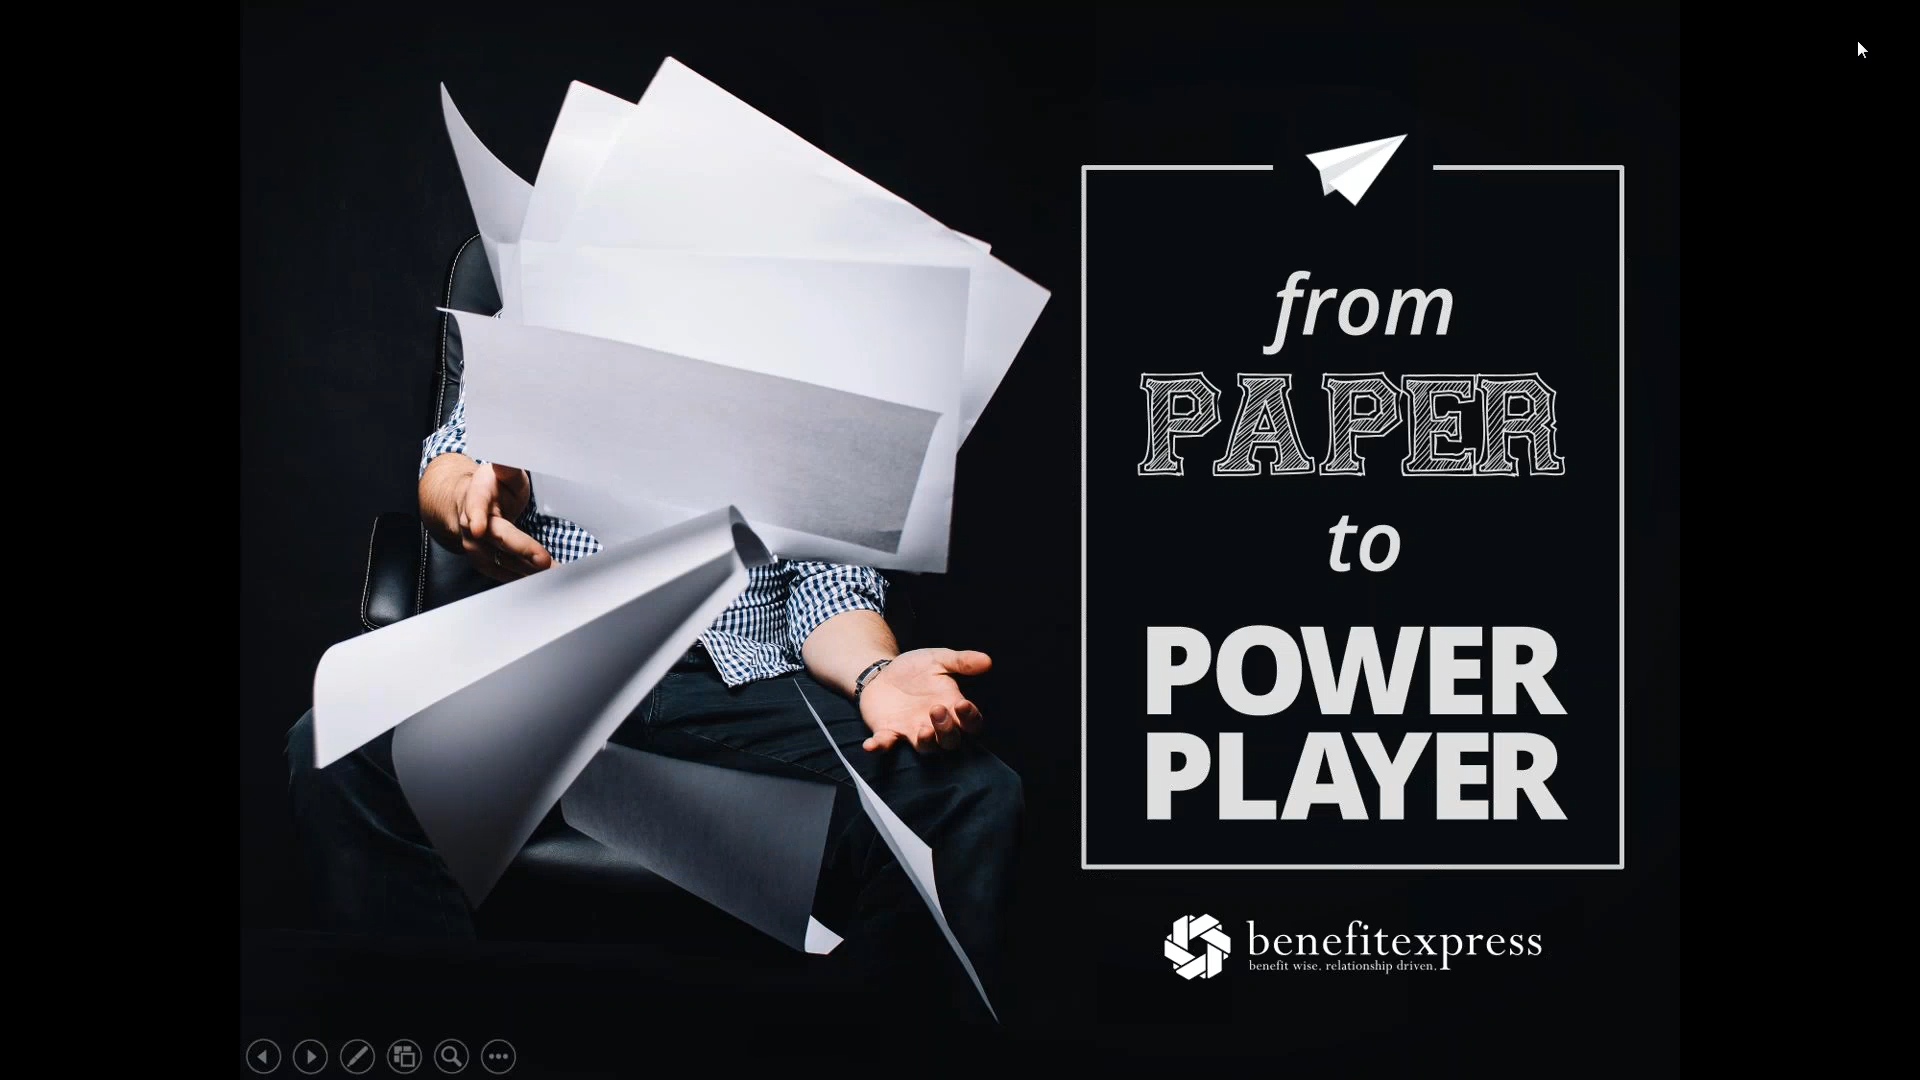 from
PAPER
to
POWER
PLAYER
benefitexpress
benefit wise. relationship driven.